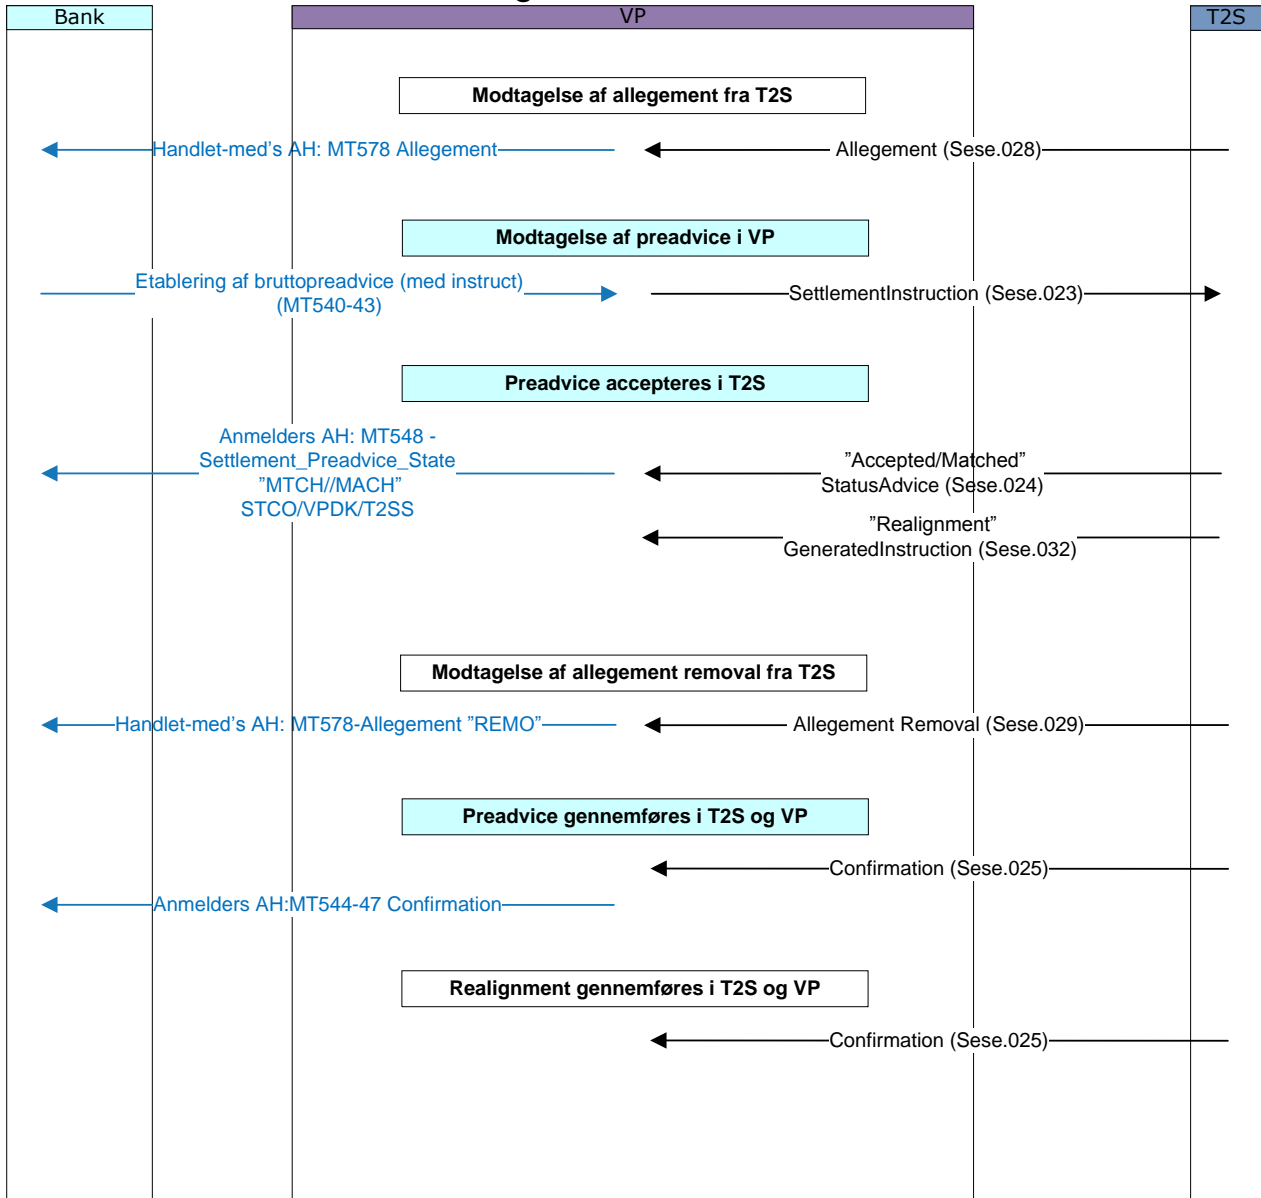 Bank
VP
T2S
Modtagelse af allegement fra T2S
Handlet-med's AH: MT578 Allegement
Allegement (Sese.028)
Modtagelse af preadvice i VP
Etablering af bruttopreadvice (med instruct)
(MT540-43)
SettlementInstruction (Sese.023)
Preadvice accepteres i T2S
Anmelders AH: MT548 -
Settlement_Preadvice_State
"MTCH//MACH"
STCO/VPDK/T2SS
"Accepted/Matched"
StatusAdvice (Sese.024)
"Realignment"
GeneratedInstruction (Sese.032)
Modtagelse af allegement removal fra T2S
Handlet-med's AH: MT578-Allegement "REMO"
Allegement Removal (Sese.029)
Preadvice gennemføres i T2S og VP
Confirmation (Sese.025)
Anmelders AH:MT544-47 Confirmation
Realignment gennemføres i T2S og VP
Confirmation (Sese.025)